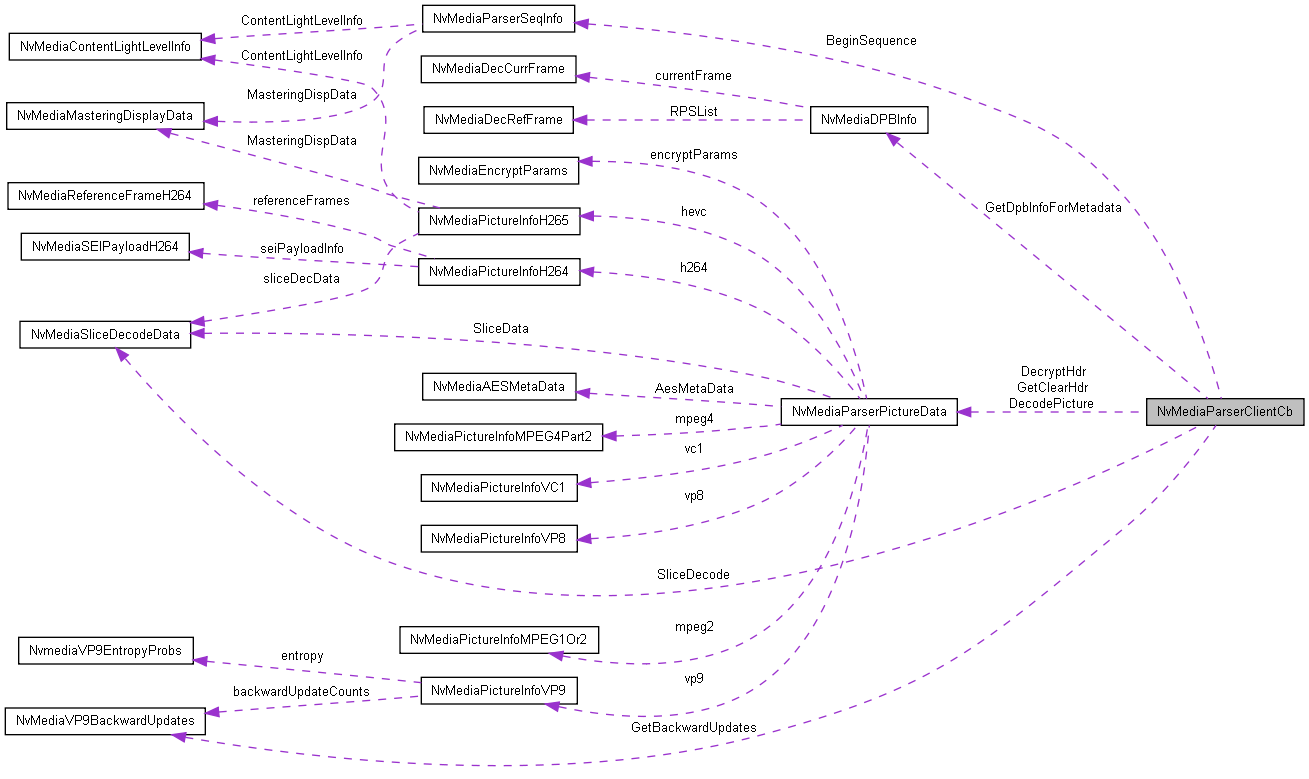 NvMediaParserSeqInfo
ContentLightLevelInfo
NvMediaContentLightLevelInfo
BeginSequence
ContentLightLevelInfo
NvMediaDecCurrFrame
currentFrame
MasteringDispData
NvMediaMasteringDisplayData
RPSList
NvMediaDecRefFrame
NvMediaDPBInfo
MasteringDispData
encryptParams
NvMediaEncryptParams
NvMediaReferenceFrameH264
referenceFrames
hevc
NvMediaPictureInfoH265
GetDpbInfoForMetadata
NvMediaSEIPayloadH264
seiPayloadInfo
h264
NvMediaPictureInfoH264
sliceDecData
NvMediaSliceDecodeData
SliceData
DecryptHdr
GetClearHdr
DecodePicture
NvMediaAESMetaData
AesMetaData
NvMediaParserPictureData
NvMediaParserClientCb
mpeg4
NvMediaPictureInfoMPEG4Part2
vc1
NvMediaPictureInfoVC1
vp8
NvMediaPictureInfoVP8
SliceDecode
mpeg2
NvMediaPictureInfoMPEG1Or2
NvmediaVP9EntropyProbs
entropy
vp9
NvMediaPictureInfoVP9
backwardUpdateCounts
NvMediaVP9BackwardUpdates
GetBackwardUpdates